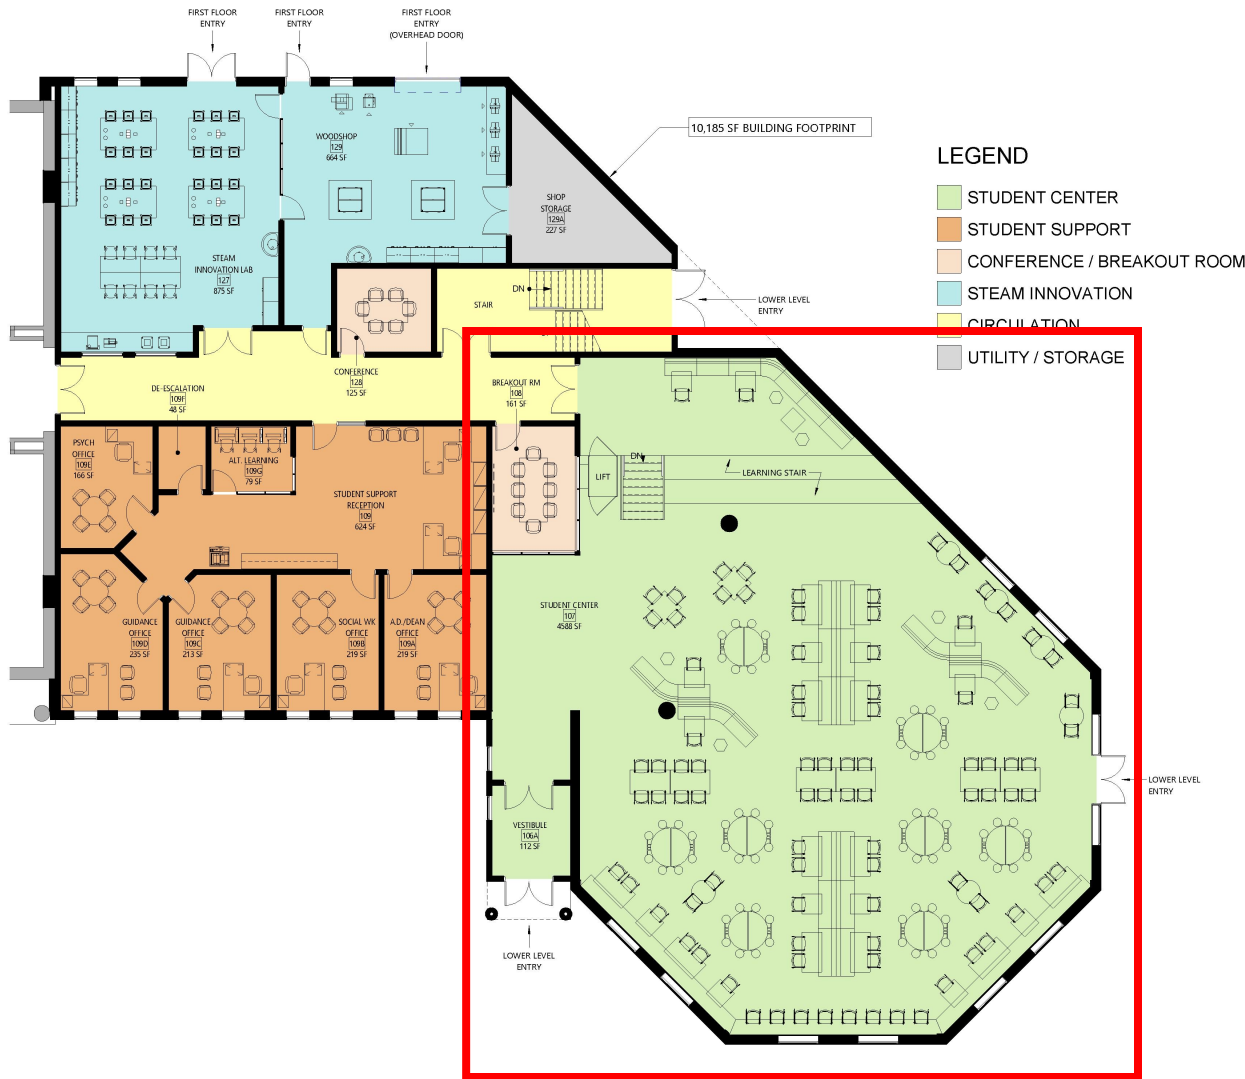 FIRST FLOOR
ENTRY
FIRST FLOOR
ENTRY
FIRST FLOOR
ENTRY
(OVERHEAD DOOR)
10,185 SF BUILDING FOOTPRINT
LEGEND
STUDENT CENTER
STUDENT SUPPORT
CONFERENCE / BREAKOUT ROOM
STEAM INNOVATION
CIRCULATION
UTILITY / STORAGE
WOODSHOP
129
664 SF
SHOP
STORAGE
129A
227 SF
STEAM
INNOVATION LAB
127
875 SF
DN
STAIR
LOWER LEVEL
ENTRY
CONFERENCE
128
125 SF
DE-ESCALATION
109F
48 SF
BREAKOUT RM
108
161 SF
PSYCH
OFFICE
109E
166 SF
ALT. LEARNING
109G
79 SF
STUDENT SUPPORT
RECEPTION
109
624 SF
DN
LIFT
LEARNING STAIR
STUDENT CENTER
107
4588 SF
GUIDANCE
OFFICE
109D
235 SF
GUIDANCE
OFFICE
109C
213 SF
SOCIAL WK
OFFICE
109B
219 SF
A.D./DEAN
OFFICE
109A
219 SF
LOWER LEVEL
ENTRY
VESTIBULE
106A
112 SF
LOWER LEVEL
ENTRY